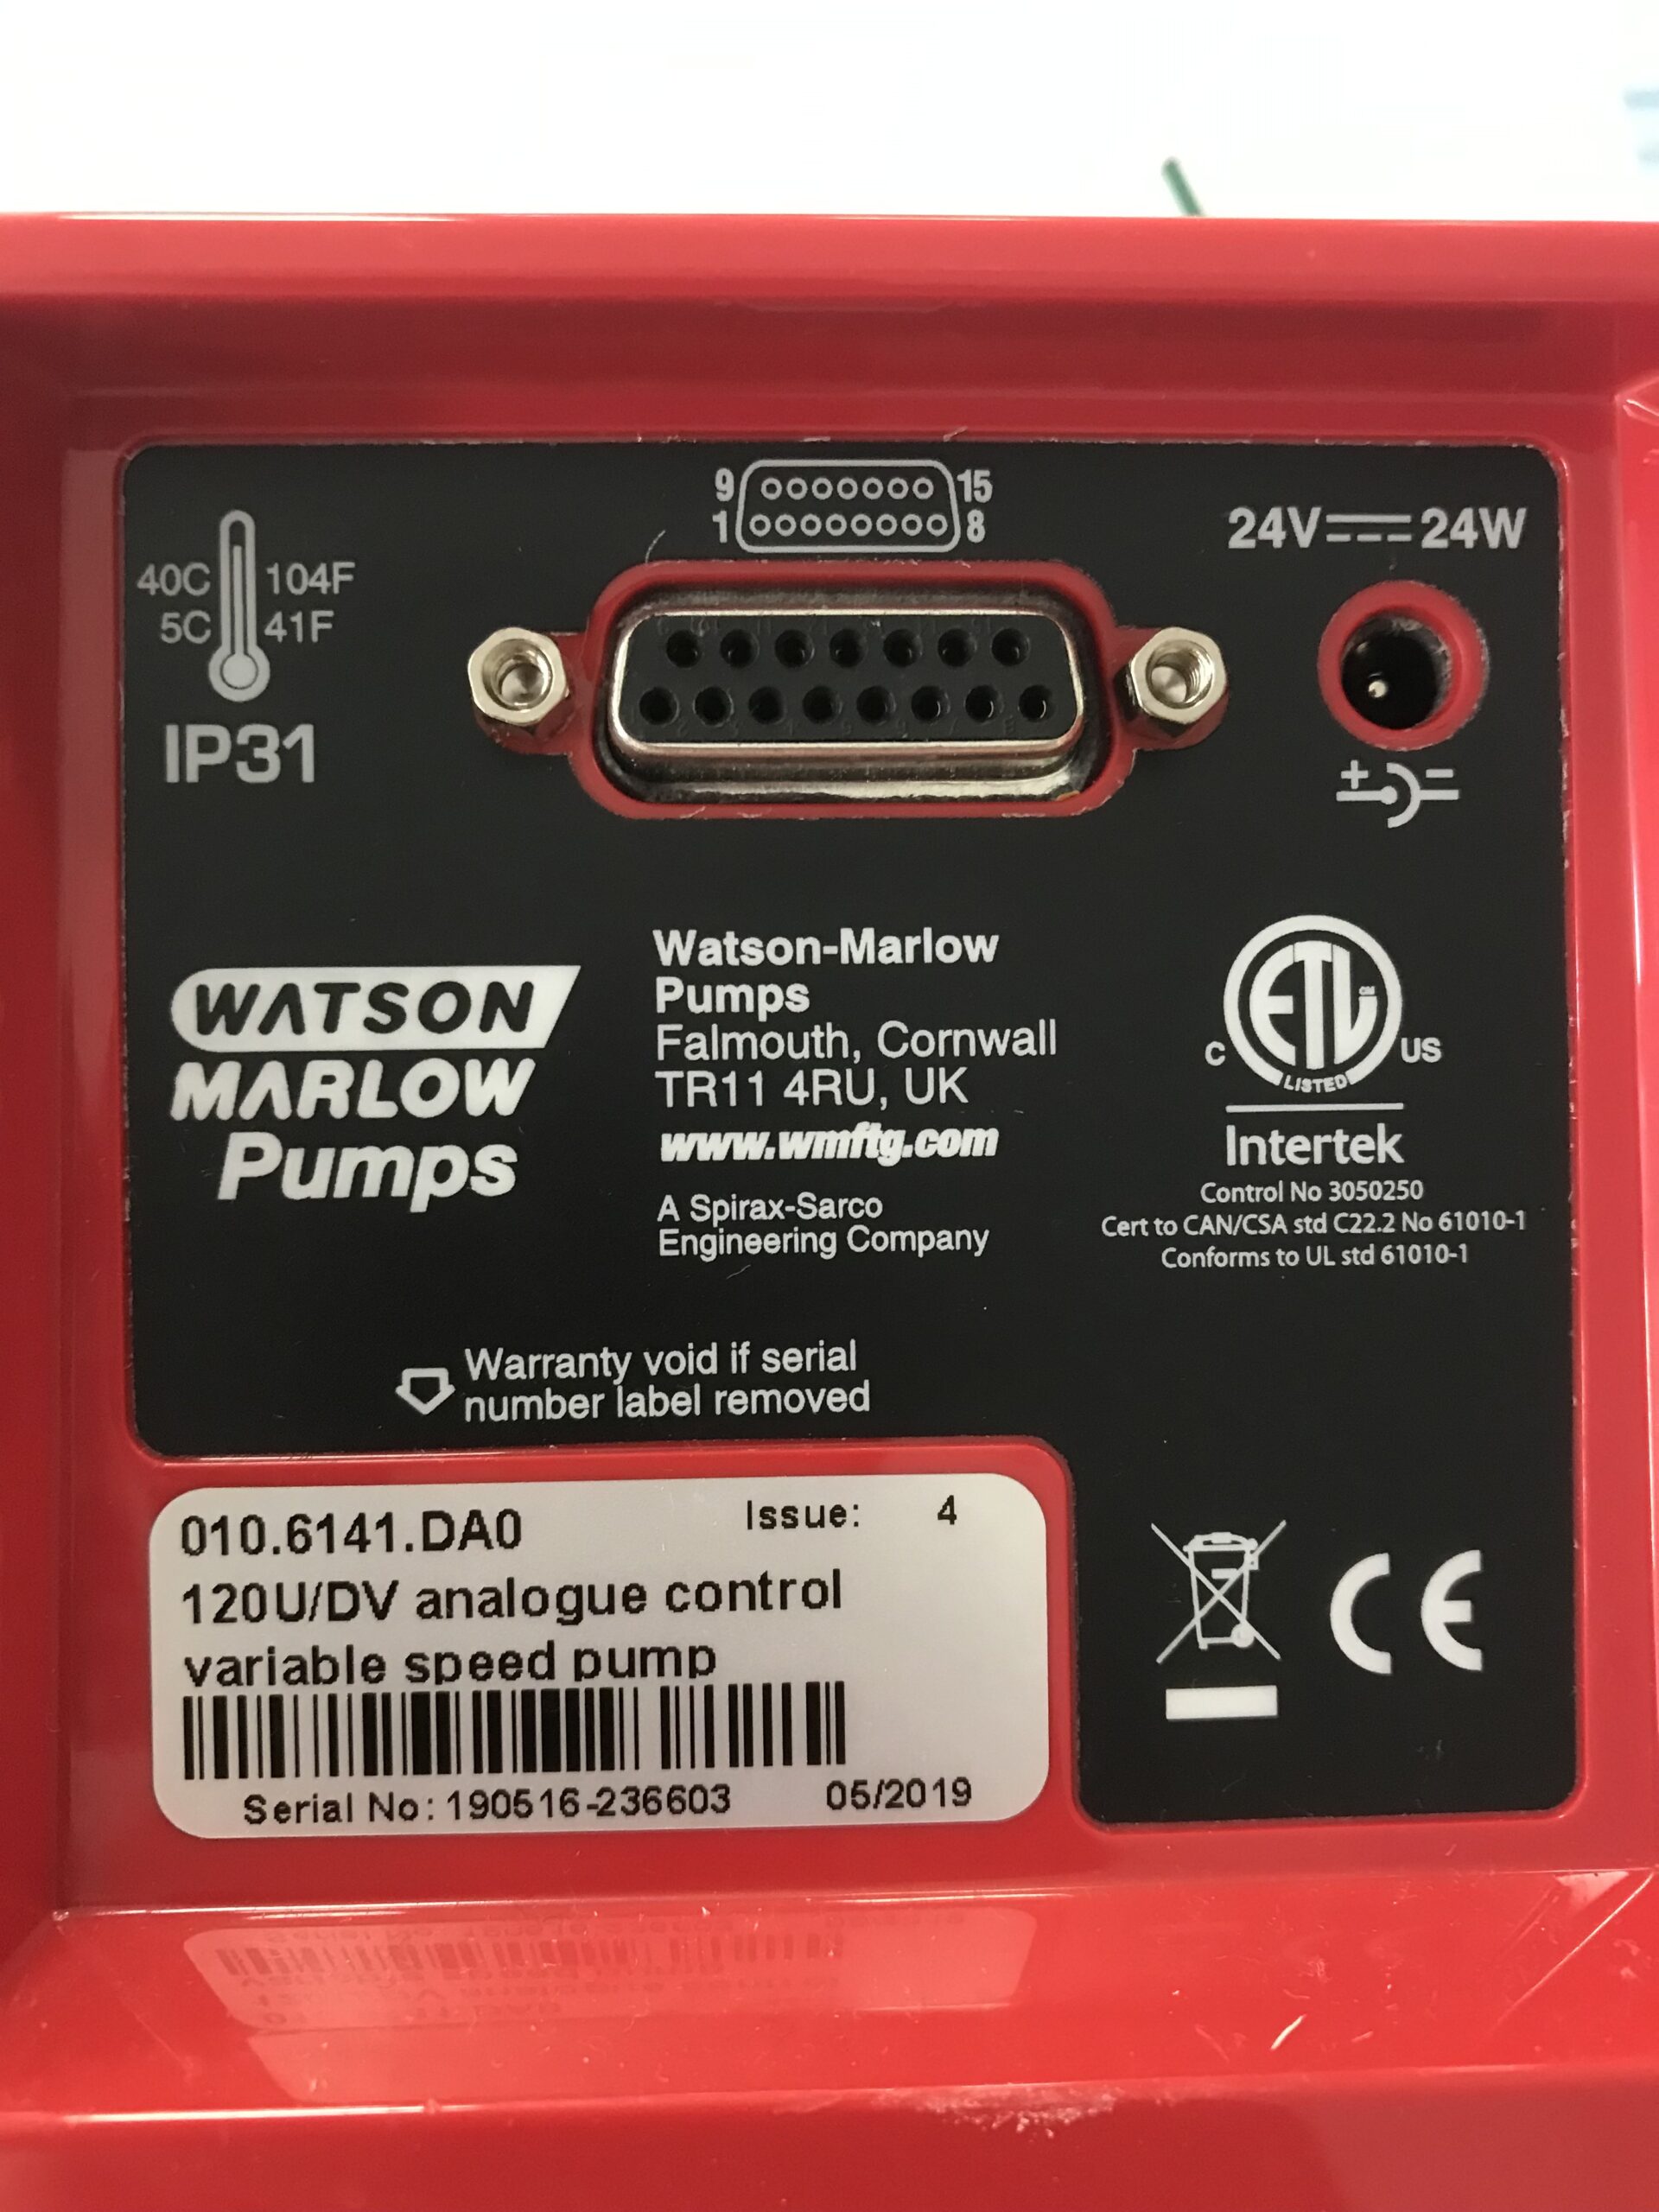 9 15
1 8
24V 24W
40C 104F
5C 41F
IP31
+ -
WATSON
MARLOW
Pumps
Watson-Marlow
Pumps
Falmouth, Cornwall
TR11 4RU, UK
www.wmftg.com
A Spirax-Sarco
Engineering Company
ETL
CM
C US
LISTED
Intertek
Control No 3050250
Cert to CAN/CSA std C22.2 No 61010-1
Conforms to UL std 61010-1
Warranty void if serial
number label removed
010.6141.DA0 Issue: 4
120U/DV analogue control
variable speed pump
Serial No: 190516-236603 05/2019
CE